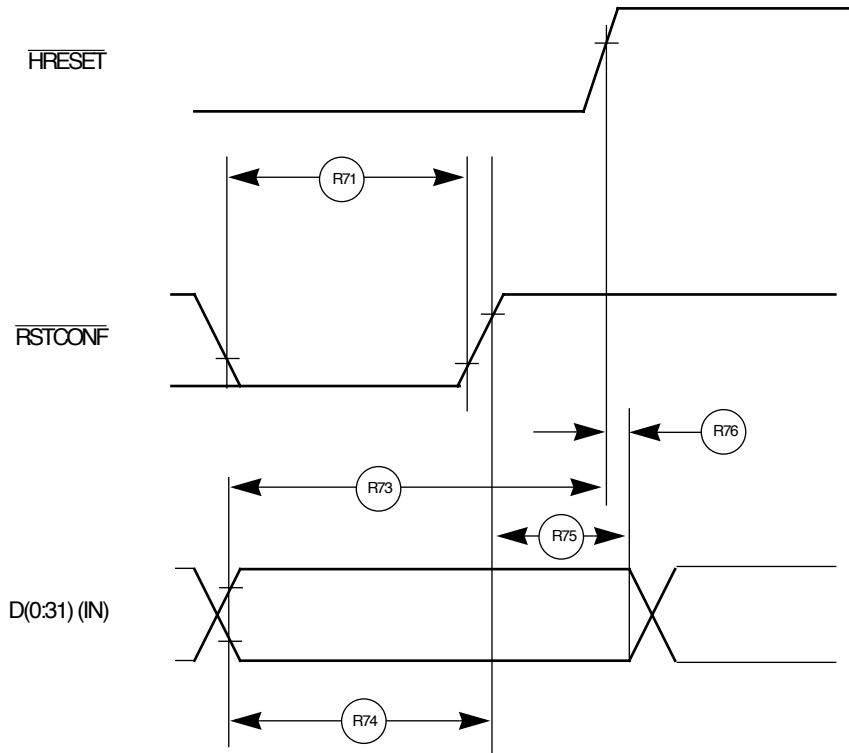 HRESET
R71
RSTCONF
R76
R73
R75
D(0:31) (IN)
R74